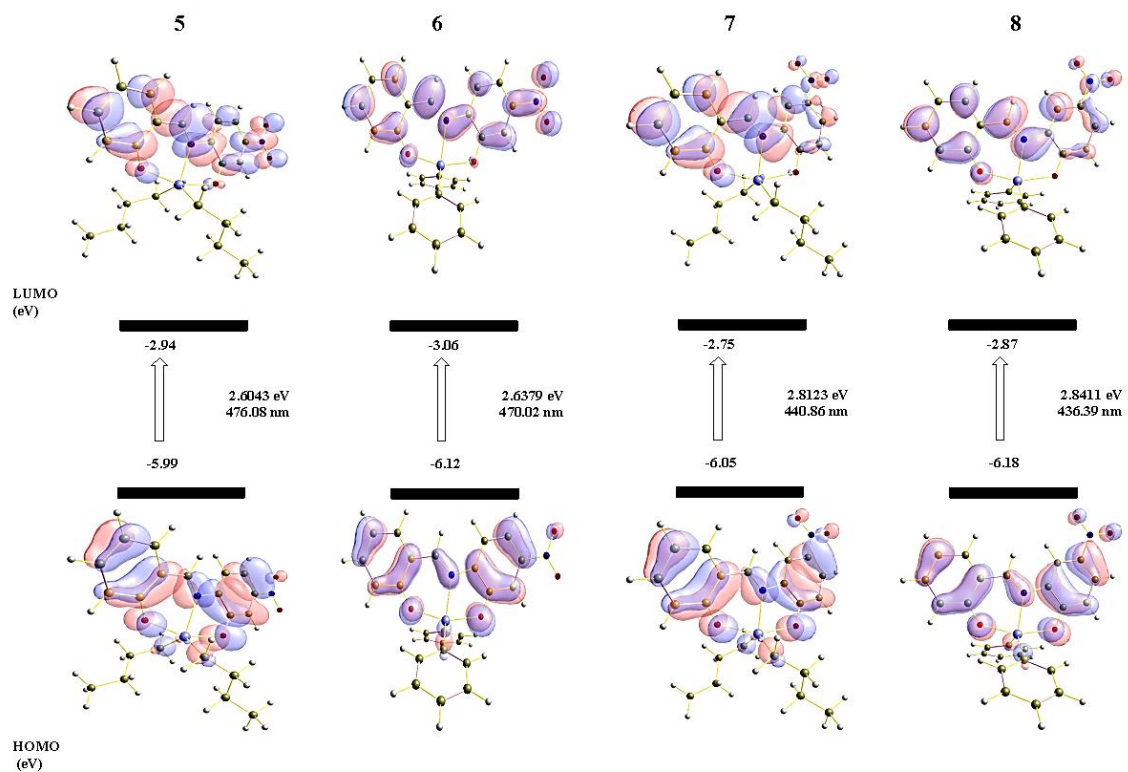 5 6 7 8
LUMO
(eV)
-2.94 -3.06 -2.75 -2.87
2.6043 eV 2.6379 eV 2.8123 eV 2.8411 eV
476.08 nm 470.02 nm 440.86 nm 436.39 nm
-5.99 -6.12 -6.05 -6.18
HOMO
(eV)